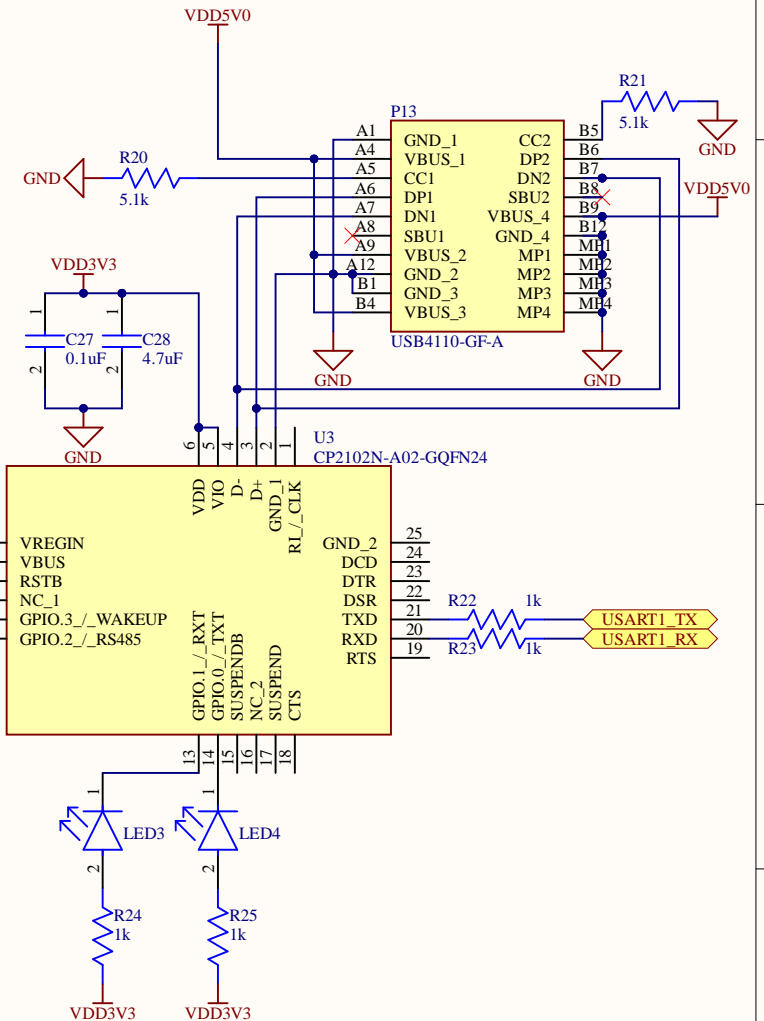 VDD5V0
P13
R21
5.1k
GND
A1 GND_1 CC2 B5
A4 VBUS_1 DP2 B6
A5 CC1 DN2 B7
A6 DP1 SBU2 B8
A7 DN1 VBUS_4 B9
A8 SBU1 GND_4 B12
A9 VBUS_2 MP1 MP1
A12 GND_2 MP2 MP2
B1 GND_3 MP3 MP3
B4 VBUS_3 MP4 MP4
USB4110-GF-A
GND
R20
5.1k
VDD5V0
VDD3V3
1 1
C27 C28
0.1uF 4.7uF
2 2
GND
GND
GND
U3
CP2102N-A02-GQFN24
6 5 4 3 2 1
VDD VIO D- D+ GND_1 RI_/_CLK
VREGIN
VBUS
RSTB
NC_1
GPIO.3_/_WAKEUP
GPIO.2_/_RS485
GND_2 25
DCD 24
DTR 23
DSR 22
TXD 21
RXD 20
RTS 19
R22 1k
USART1_TX
R23 1k
USART1_RX
GPIO.1_/_RXT GPIO.0_/_TXT SUSPENDB NC_2 SUSPEND CTS
13 14 15 16 17 18
1 1
LED3 LED4
2 2
R24 R25
1k 1k
VDD3V3 VDD3V3